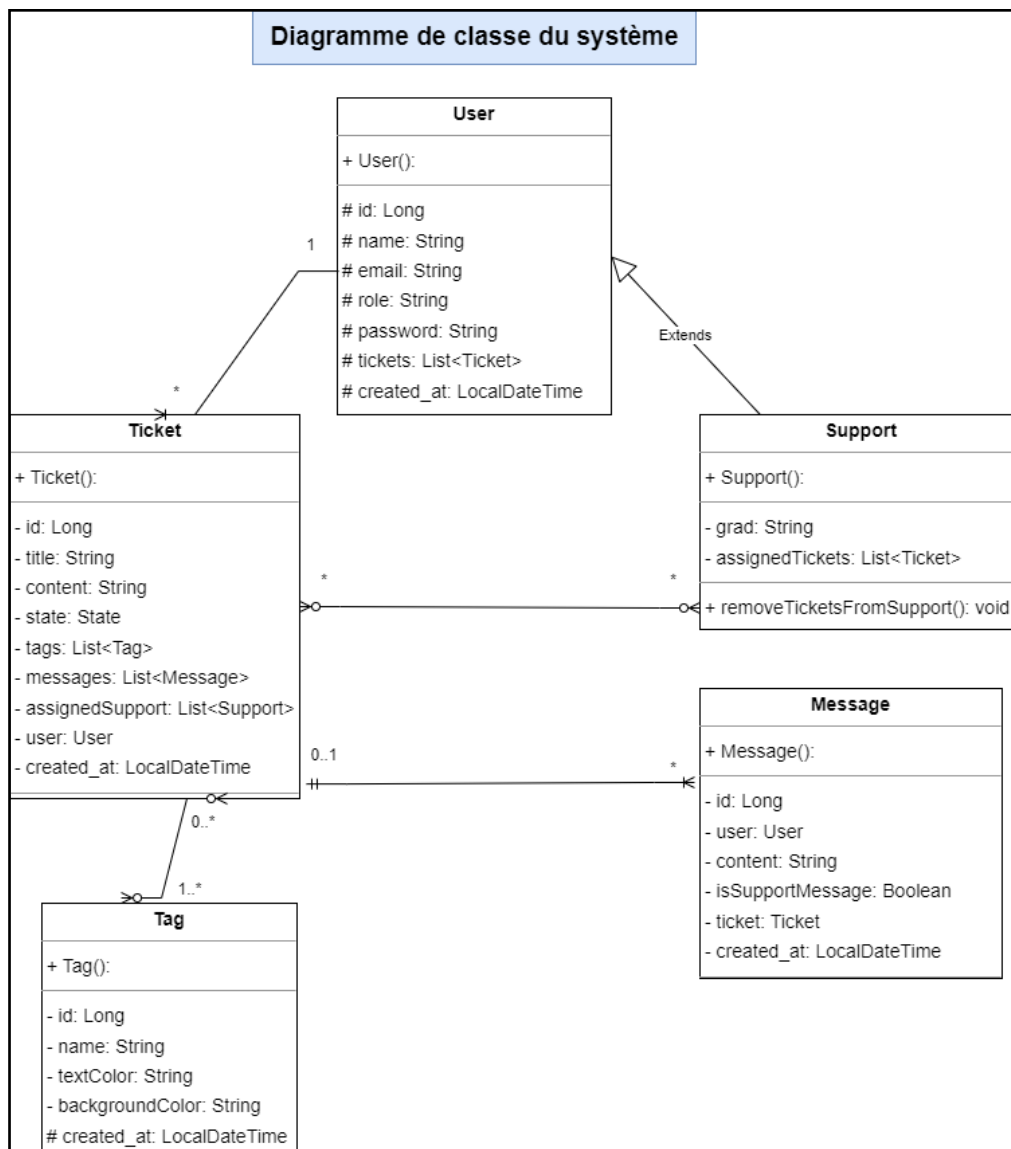 Diagramme de classe du système
User
+ User():
# id: Long
# name: String
# email: String
# role: String
# password: String
# tickets: List<Ticket>
# created_at: LocalDateTime
1
*
Extends
Ticket
+ Ticket():
- id: Long
- title: String
- content: String
- state: State
- tags: List<Tag>
- messages: List<Message>
- assignedSupport: List<Support>
- user: User
- created_at: LocalDateTime
Support
+ Support():
- grad: String
- assignedTickets: List<Ticket>
+ removeTicketsFromSupport(): void
*
*
0..1
*
Message
+ Message():
- id: Long
- user: User
- content: String
- isSupportMessage: Boolean
- ticket: Ticket
- created_at: LocalDateTime
0..*
1..*
Tag
+ Tag():
- id: Long
- name: String
- textColor: String
- backgroundColor: String
# created_at: LocalDateTime